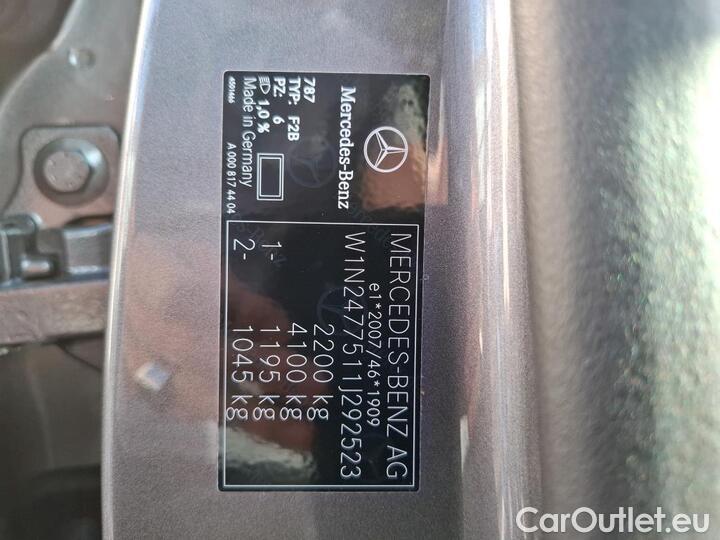 MERCEDES-BENZ AG
e1*2007/46*1909
W1N2477511J292523
2200 kg
4100 kg
1- 1195 kg
2- 1045 kg
Mercedes-Benz
787
TYP: F2B
PZ: 6
1,0 %
Made in Germany
4501466
A 000 817 44 04
CarOutlet.eu